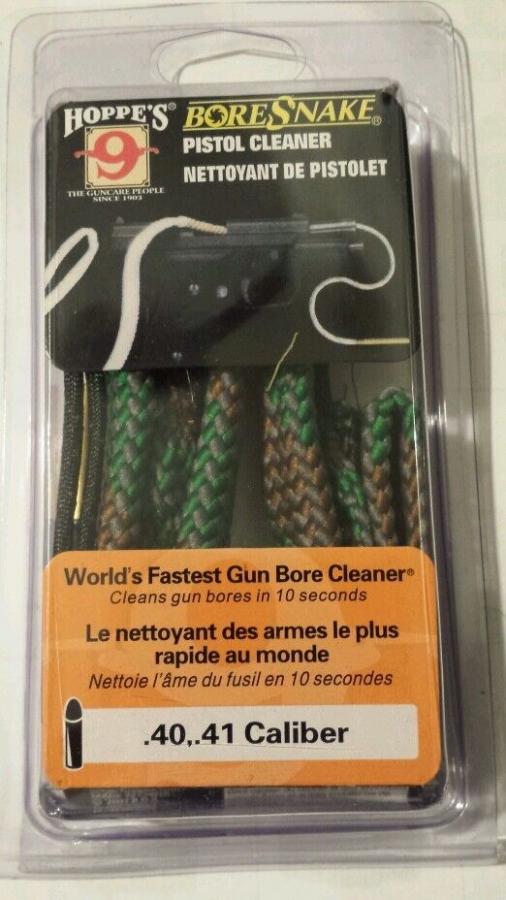 HOPPE'S®
9
THE GUNCARE PEOPLE
SINCE 1903
BORESNAKE®
PISTOL CLEANER
NETTOYANT DE PISTOLET
World's Fastest Gun Bore Cleaner®
Cleans gun bores in 10 seconds
Le nettoyant des armes le plus
rapide au monde
Nettoie l'âme du fusil en 10 secondes
.40,.41 Caliber